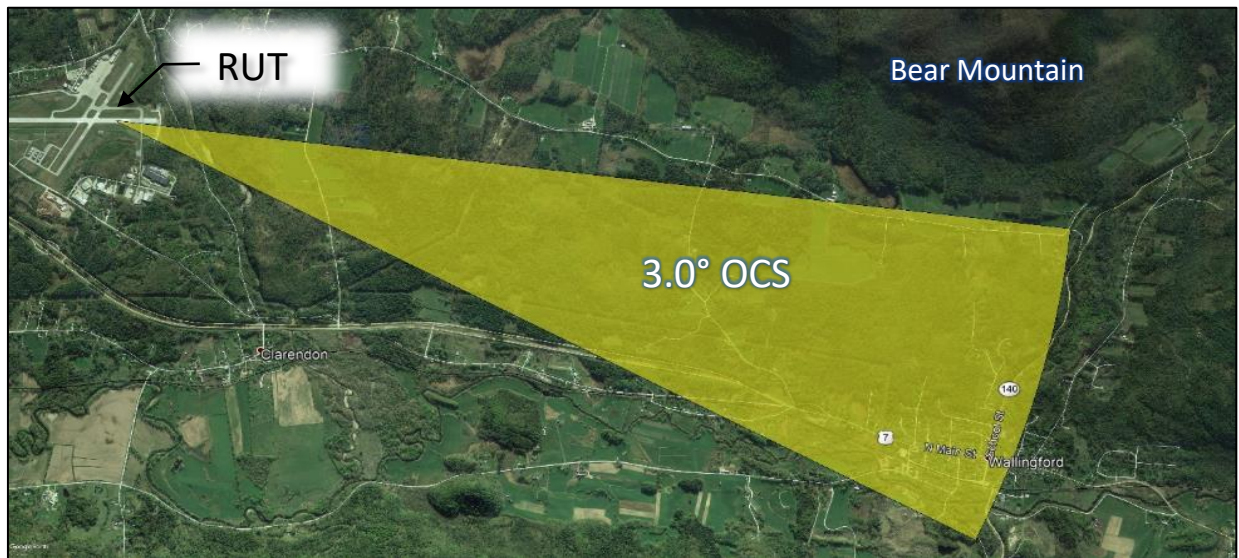 RUT
Bear Mountain
3.0° OCS
Clarendon
140
7
N Main St
Wallingford